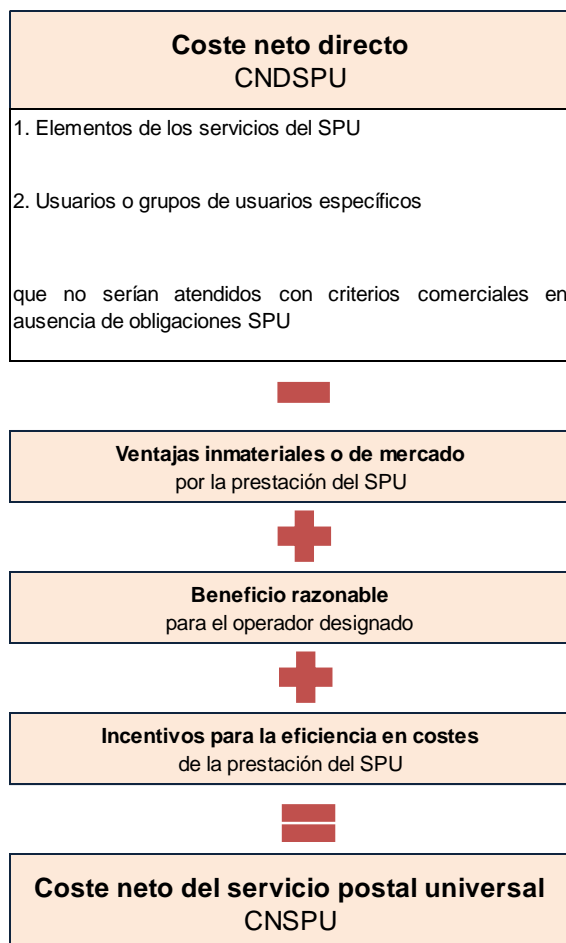 Coste neto directo
CNDSPU
1. Elementos de los servicios del SPU
2. Usuarios o grupos de usuarios específicos
que no serían atendidos con criterios comerciales en
ausencia de obligaciones SPU
Ventajas inmateriales o de mercado
por la prestación del SPU
Beneficio razonable
para el operador designado
Incentivos para la eficiencia en costes
de la prestación del SPU
Coste neto del servicio postal universal
CNSPU